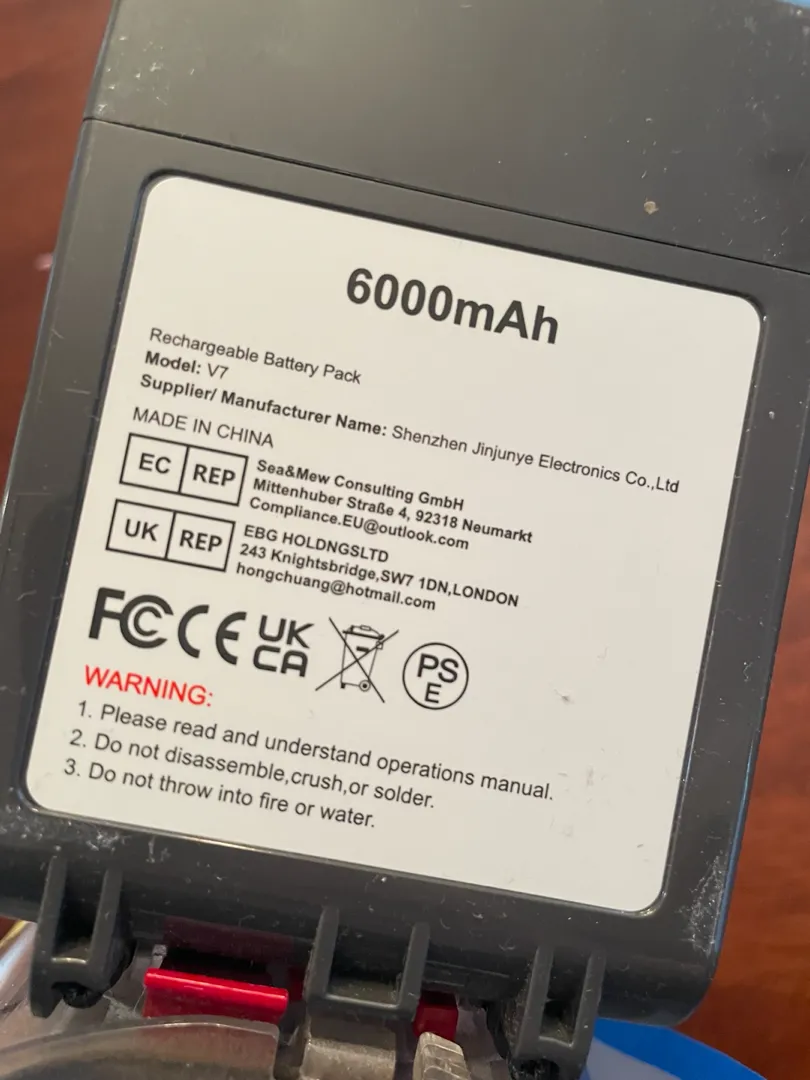 6000mAh
Rechargeable Battery Pack
Model: V7
Supplier/ Manufacturer Name: Shenzhen Jinjunye Electronics Co.,Ltd
MADE IN CHINA
EC REP
Sea&Mew Consulting GmbH
Mittenhuber Straße 4, 92318 Neumarkt
Compliance.EU@outlook.com
UK REP
EBG HOLDNGSLTD
243 Knightsbridge,SW7 1DN,LONDON
hongchuang@hotmail.com
FC CE UK
CA
PS
E
WARNING:
1. Please read and understand operations manual.
2. Do not disassemble,crush,or solder.
3. Do not throw into fire or water.